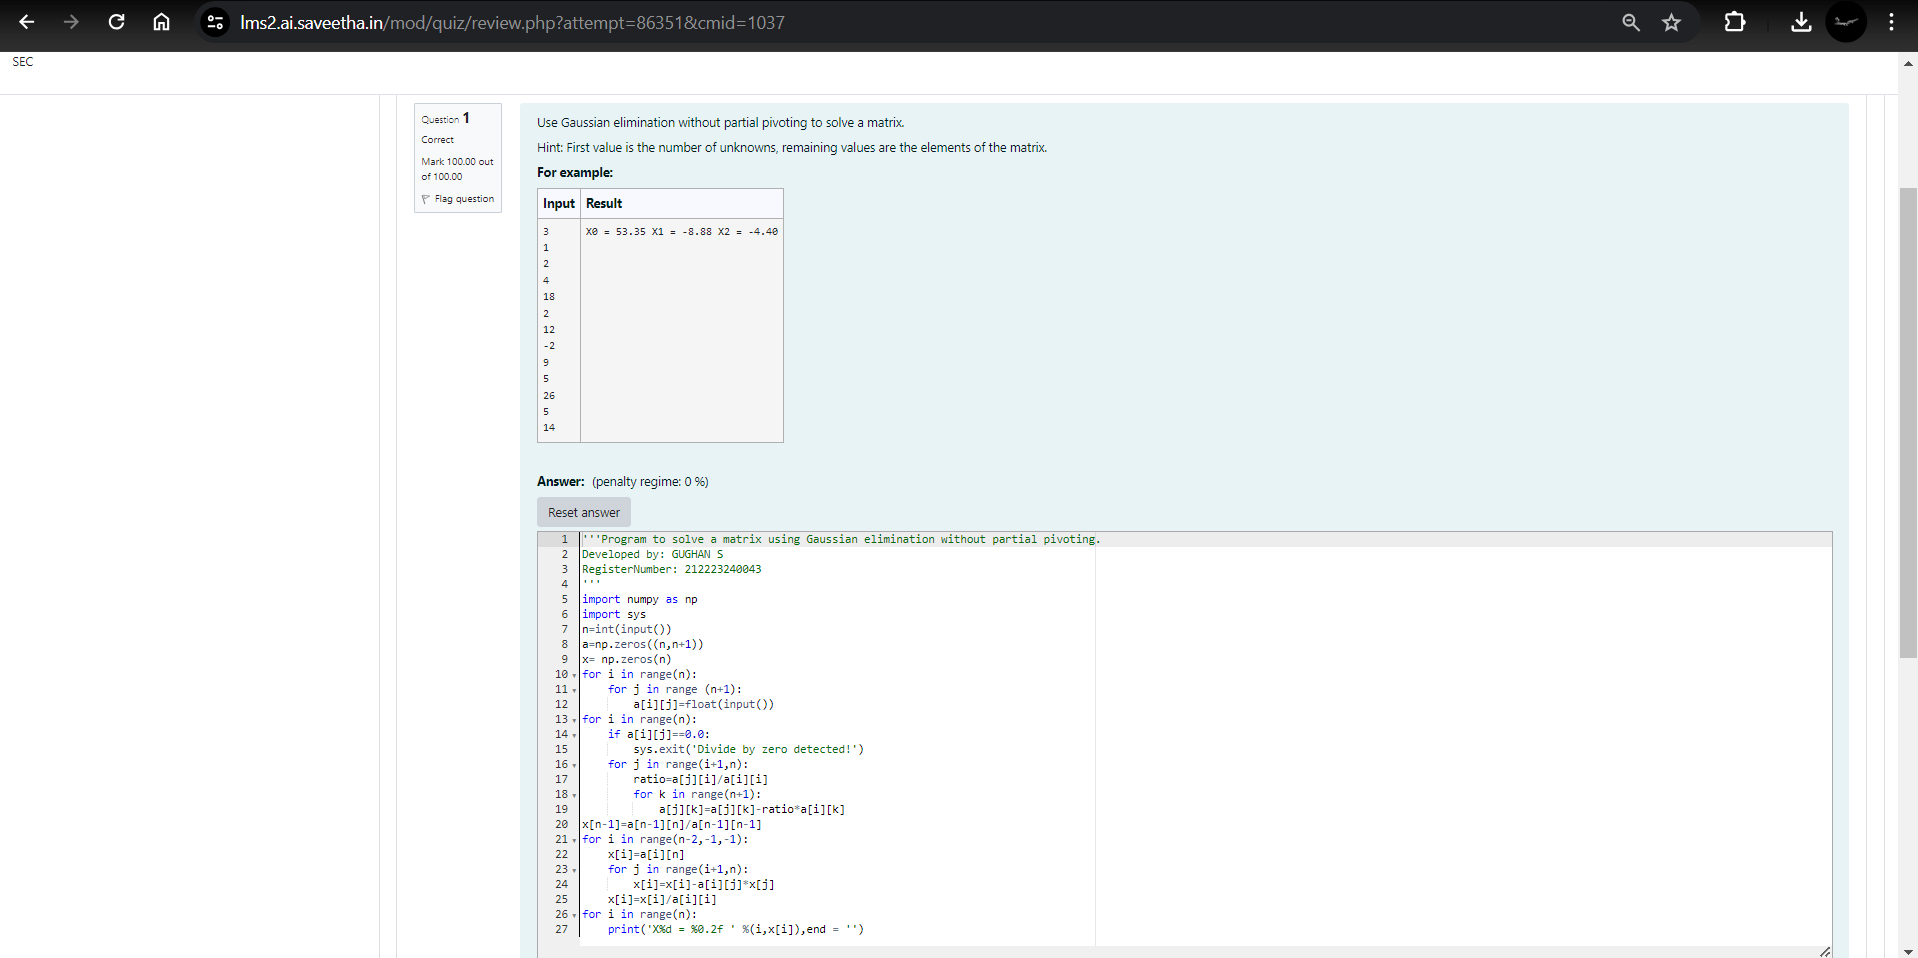 lms2.ai.saveetha.in/mod/quiz/review.php?attempt=86351&cmid=1037
SEC
Question 1
Correct
Mark 100.00 out
of 100.00
Flag question
Use Gaussian elimination without partial pivoting to solve a matrix.
Hint: First value is the number of unknowns, remaining values are the elements of the matrix.
For example:
Input Result
3 X0 = 53.35 X1 = -8.88 X2 = -4.40
1
2
4
18
2
12
-2
9
5
26
5
14
Answer: (penalty regime: 0 %)
Reset answer
1 '''Program to solve a matrix using Gaussian elimination without partial pivoting.
2 Developed by: GUGHAN S
3 RegisterNumber: 212223240043
4 '''
5 import numpy as np
6 import sys
7 n=int(input())
8 a=np.zeros((n,n+1))
9 x= np.zeros(n)
10 for i in range(n):
11     for j in range (n+1):
12         a[i][j]=float(input())
13 for i in range(n):
14     if a[i][j]==0.0:
15         sys.exit('Divide by zero detected!')
16     for j in range(i+1,n):
17         ratio=a[j][i]/a[i][i]
18         for k in range(n+1):
19             a[j][k]=a[j][k]-ratio*a[i][k]
20 x[n-1]=a[n-1][n]/a[n-1][n-1]
21 for i in range(n-2,-1,-1):
22     x[i]=a[i][n]
23     for j in range(i+1,n):
24         x[i]=x[i]-a[i][j]*x[j]
25     x[i]=x[i]/a[i][i]
26 for i in range(n):
27     print('X%d = %0.2f ' %(i,x[i]),end = '')